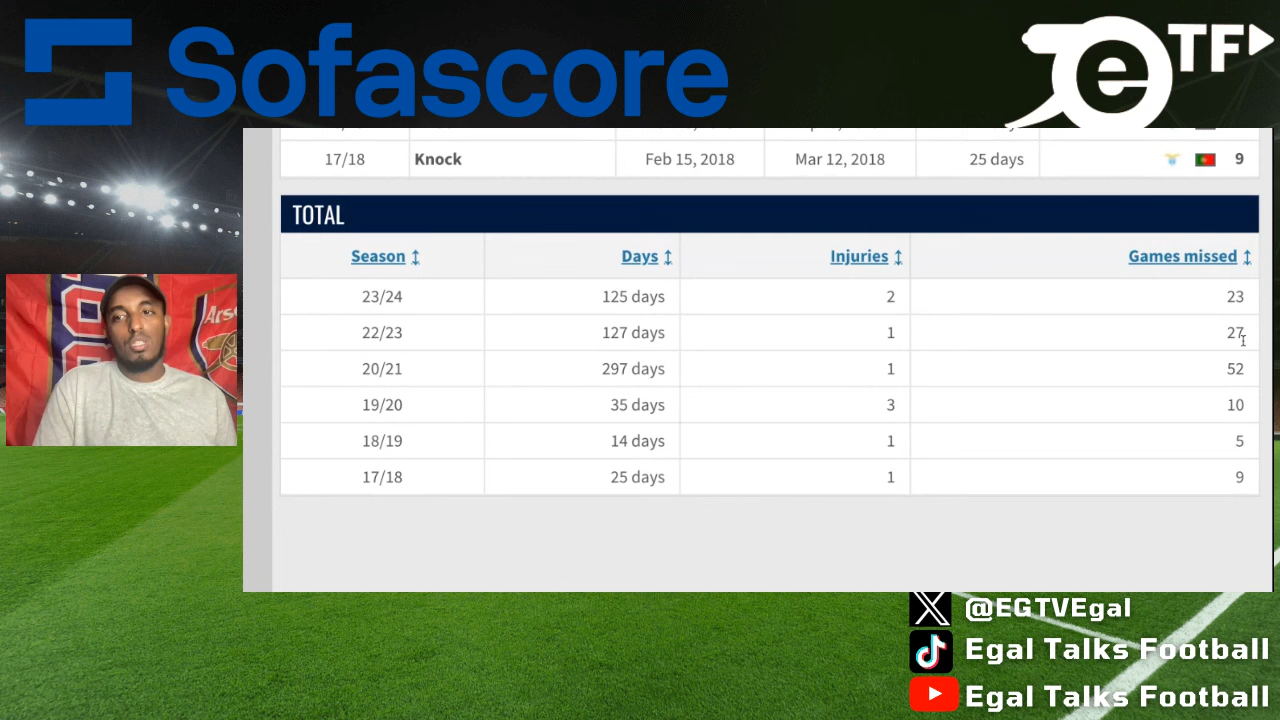 Sofascore
eTF
17/18 Knock Feb 15, 2018 Mar 12, 2018 25 days 9
TOTAL
Season Days Injuries Games missed
23/24 125 days 2 23
22/23 127 days 1 27
20/21 297 days 1 52
19/20 35 days 3 10
18/19 14 days 1 5
17/18 25 days 1 9
Ars
@EGTVEgal
Egal Talks Football
Egal Talks Football